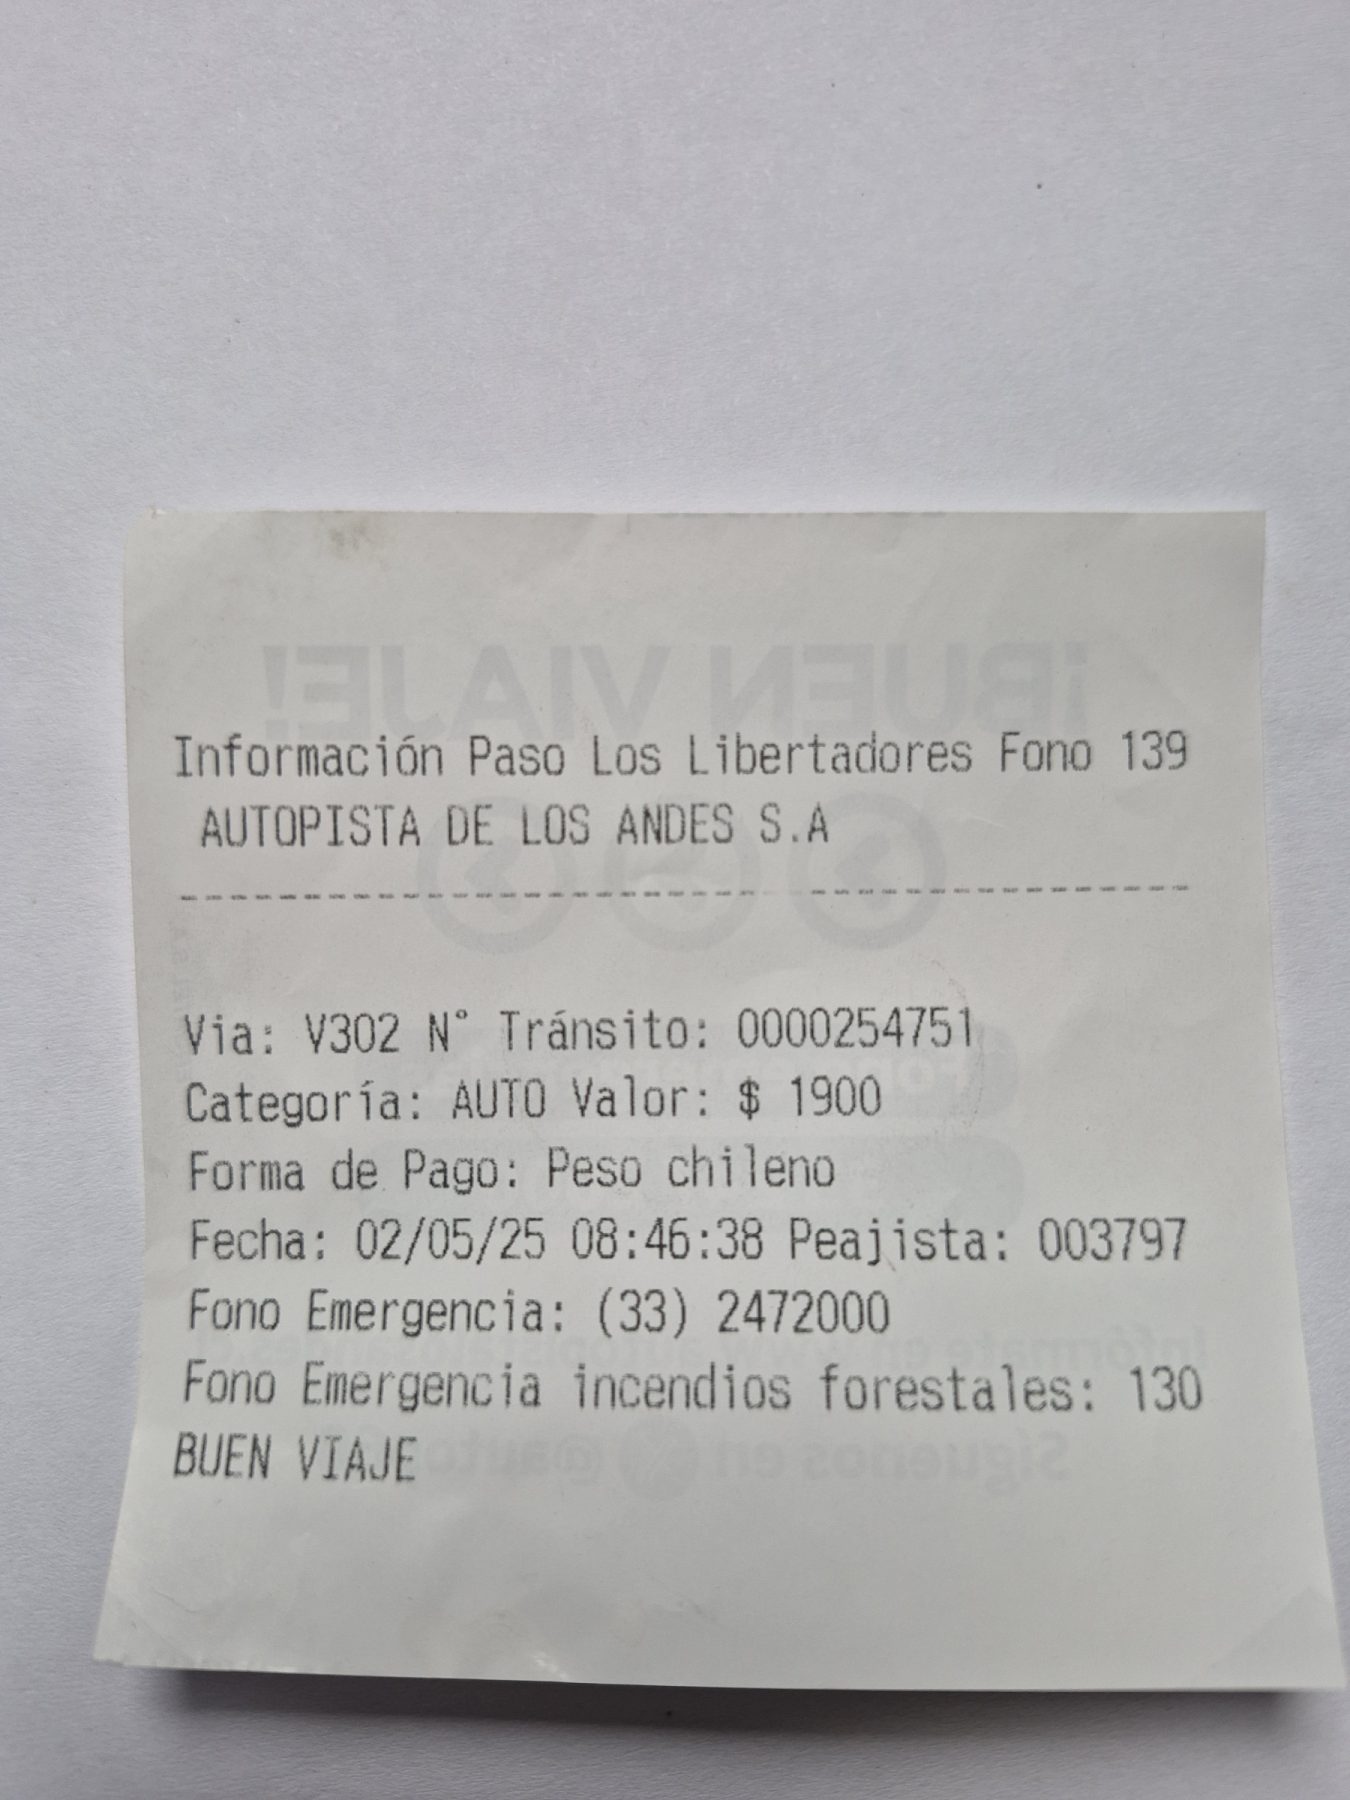 Información Paso Los Libertadores Fono 139
AUTOPISTA DE LOS ANDES S.A
Via: V302 N° Tránsito: 0000254751
Categoría: AUTO Valor: $ 1900
Forma de Pago: Peso chileno
Fecha: 02/05/25 08:46:38 Peajista: 003797
Fono Emergencia: (33) 2472000
Fono Emergencia incendios forestales: 130
BUEN VIAJE